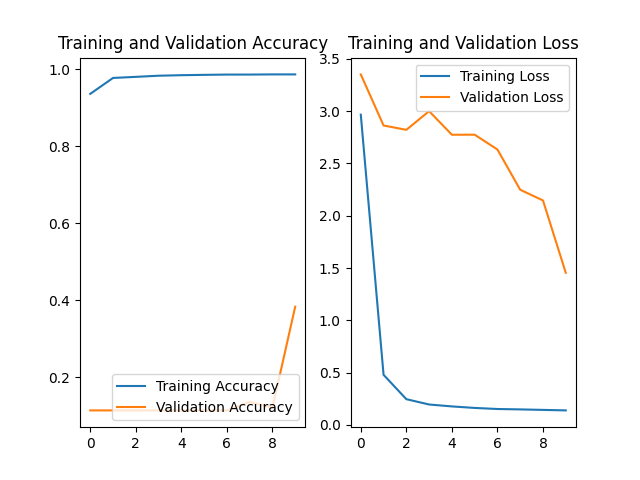 Training and Validation Accuracy
1.0
0.8
0.6
0.4
0.2
Training Accuracy
Validation Accuracy
0 2 4 6 8
Training and Validation Loss
3.5
3.0
2.5
2.0
1.5
1.0
0.5
0.0
Training Loss
Validation Loss
0 2 4 6 8